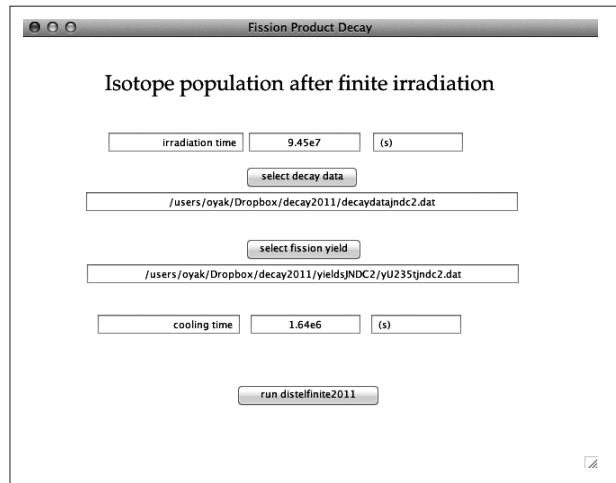 Fission Product Decay
Isotope population after finite irradiation
irradiation time 9.45e7 (s)
select decay data
/users/oyak/Dropbox/decay2011/decaydatajndc2.dat
select fission yield
/users/oyak/Dropbox/decay2011/yieldsJNDC2/yU235tjndc2.dat
cooling time 1.64e6 (s)
run distelfinite2011